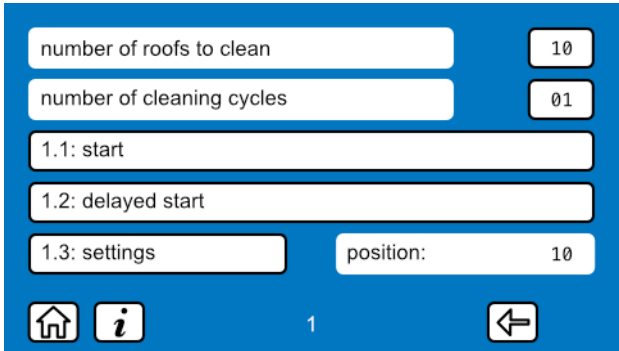 number of roofs to clean 10
number of cleaning cycles 01
1.1: start
1.2: delayed start
1.3: settings position: 10
i 1